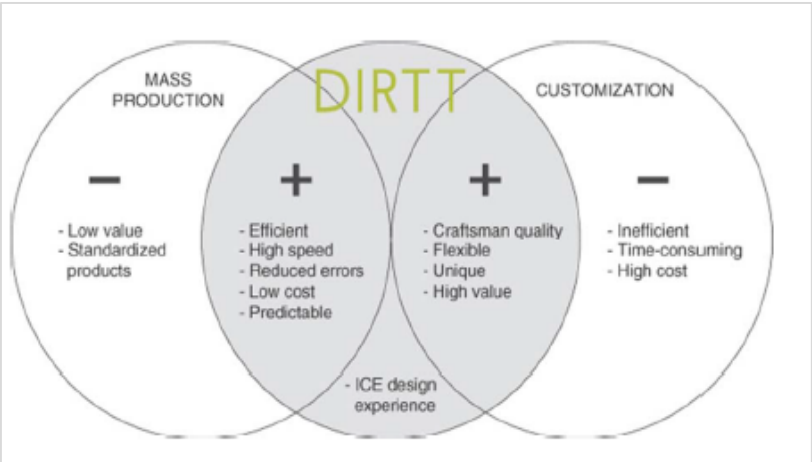 MASS
PRODUCTION
DIRTT
CUSTOMIZATION
−
+
+
−
- Low value
- Standardized
products
- Efficient
- High speed
- Reduced errors
- Low cost
- Predictable
- Craftsman quality
- Flexible
- Unique
- High value
- Inefficient
- Time-consuming
- High cost
- ICE design
experience